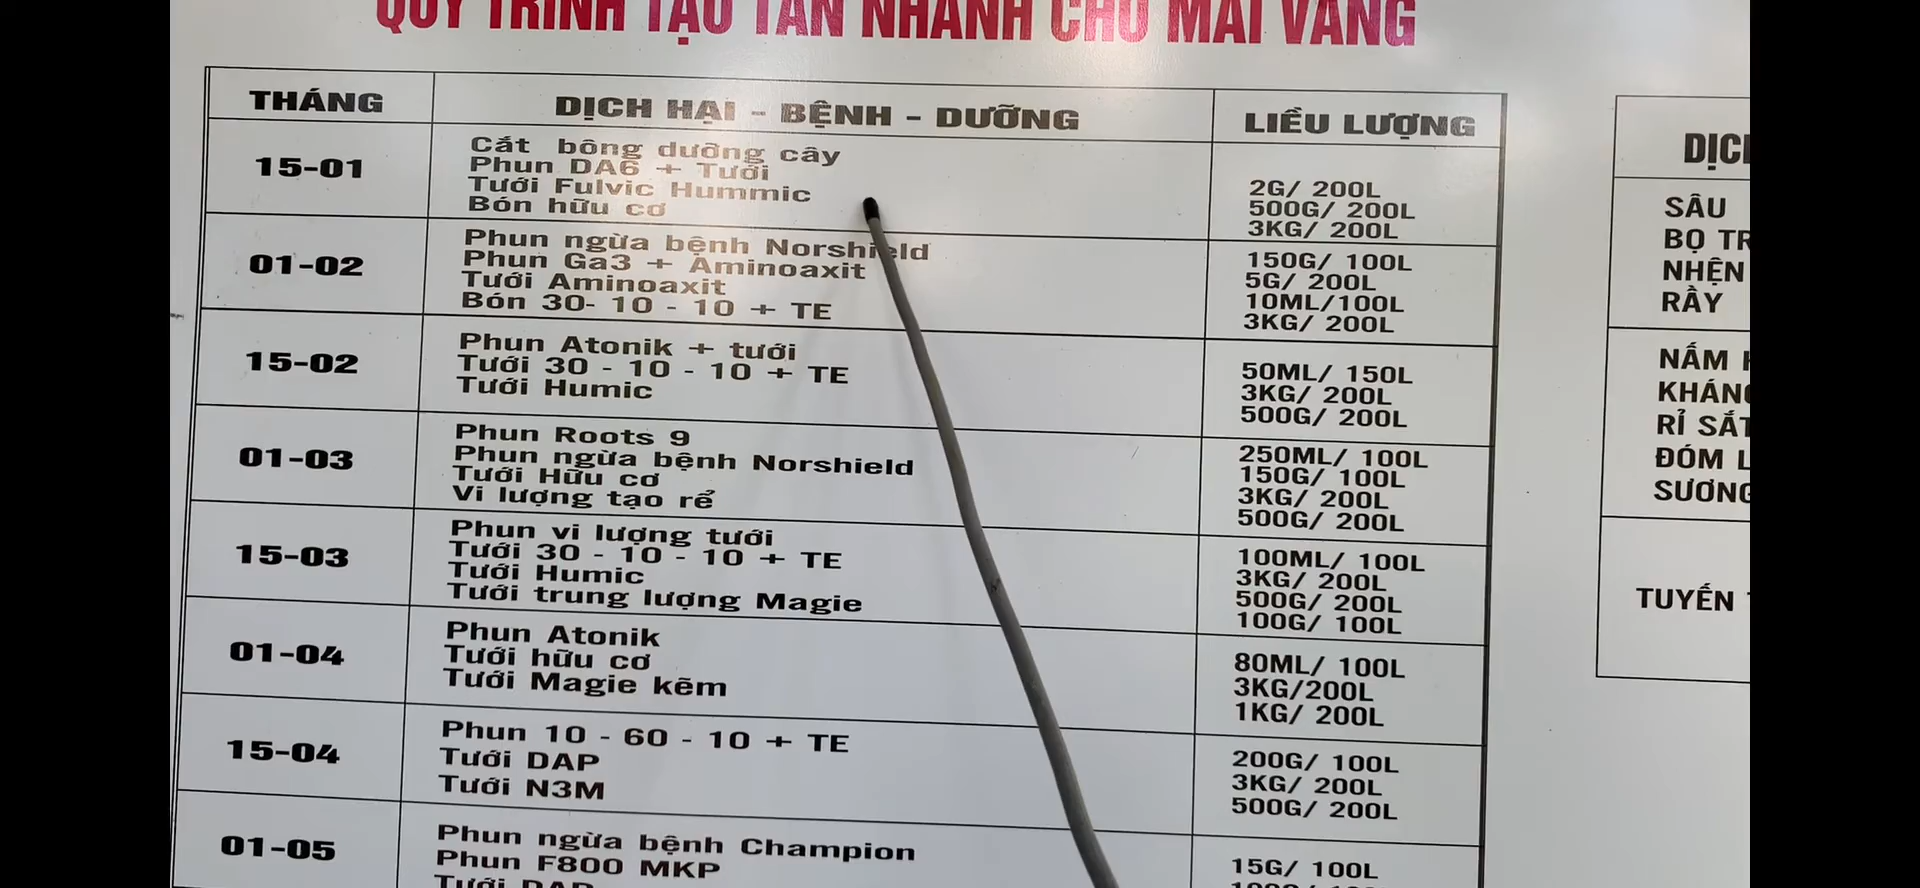 QUY TRÌNH TẠO TÀN NHANH CHO MAI VÀNG
THÁNG
DỊCH HẠI - BỆNH - DƯỠNG
LIỀU LƯỢNG
15-01
Cắt bông dưỡng cây
Phun DA6 + Tưới
Tưới Fulvic Hummic
Bón hữu cơ
2G/ 200L
500G/ 200L
3KG/ 200L
01-02
Phun ngừa bệnh Norshield
Phun Ga3 + Aminoaxit
Tưới Aminoaxit
Bón 30- 10 - 10 + TE
150G/ 100L
5G/ 200L
10ML/100L
3KG/ 200L
15-02
Phun Atonik + tưới
Tưới 30 - 10 - 10 + TE
Tưới Humic
50ML/ 150L
3KG/ 200L
500G/ 200L
01-03
Phun Roots 9
Phun ngừa bệnh Norshield
Tưới Hữu cơ
Vi lượng tạo rể
250ML/ 100L
150G/ 100L
3KG/ 200L
500G/ 200L
15-03
Phun vi lượng tưới
Tưới 30 - 10 - 10 + TE
Tưới Humic
Tưới trung lượng Magie
100ML/ 100L
3KG/ 200L
500G/ 200L
100G/ 100L
01-04
Phun Atonik
Tưới hữu cơ
Tưới Magie kẽm
80ML/ 100L
3KG/200L
1KG/ 200L
15-04
Phun 10 - 60 - 10 + TE
Tưới DAP
Tưới N3M
200G/ 100L
3KG/ 200L
500G/ 200L
01-05
Phun ngừa bệnh Champion
Phun F800 MKP
Tưới DAP
15G/ 100L
DỊC
SÂU
BỌ TR
NHỆN
RẦY
NẤM
KHÁN
RỈ SẮT
ĐÓM L
SƯƠNG
TUYẾN